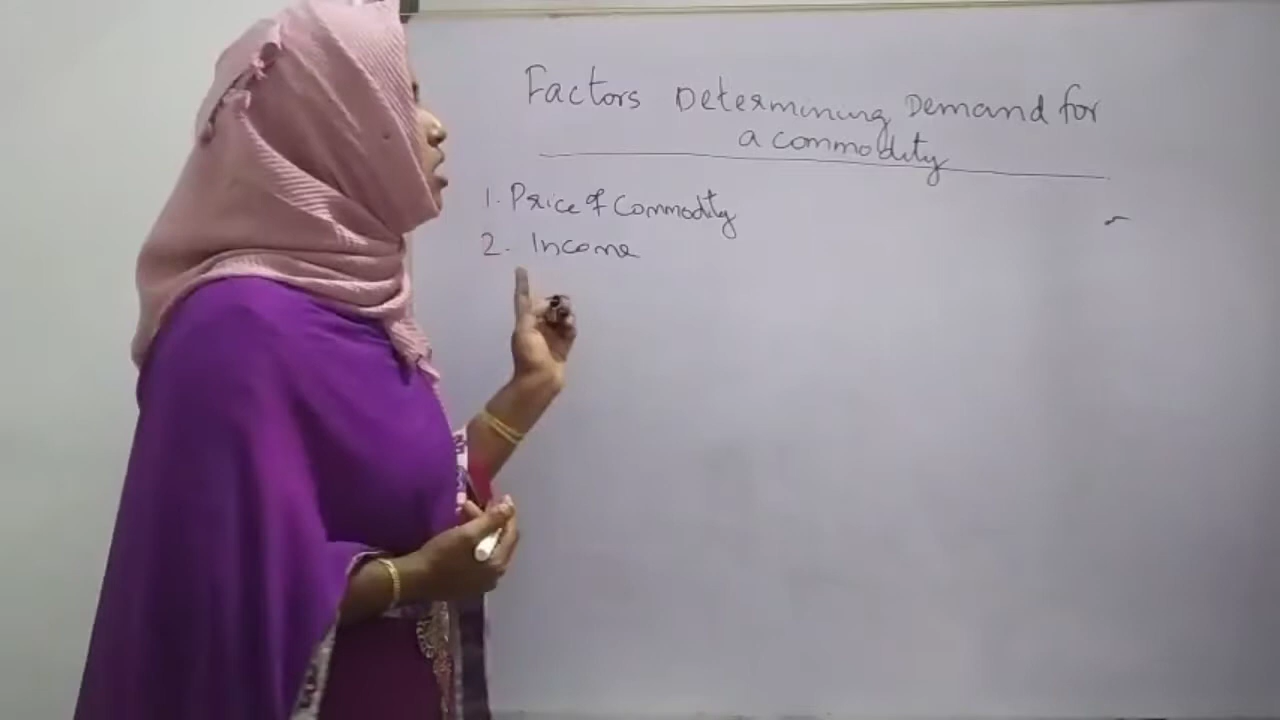 Factors Determining Demand for
a commodity
1. Price of Commodity
2. Income